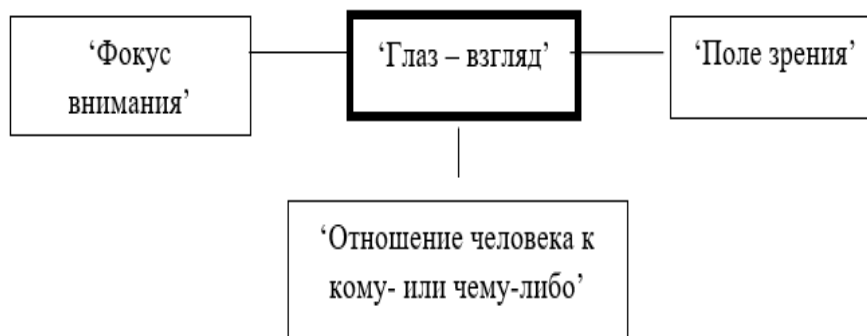 ‘Фокус
внимания’
‘Глаз – взгляд’
‘Поле зрения’
‘Отношение человека к
кому- или чему-либо’